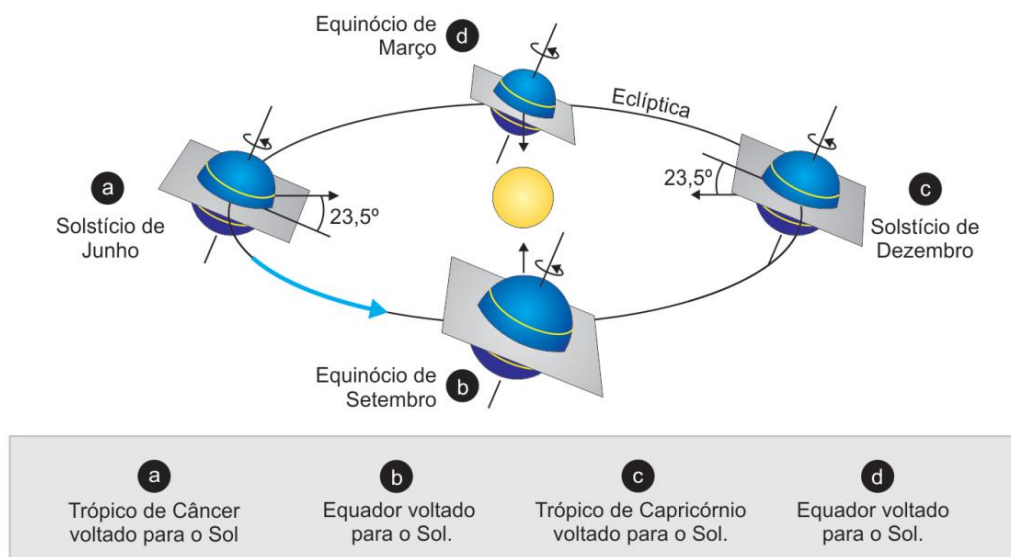 Equinócio de
Março
d
Eclíptica
a
Solstício de
Junho
23,5º
23,5º
c
Solstício de
Dezembro
Equinócio de
Setembro
b
a
Trópico de Câncer
voltado para o Sol
b
Equador voltado
para o Sol.
c
Trópico de Capricórnio
voltado para o Sol.
d
Equador voltado
para o Sol.